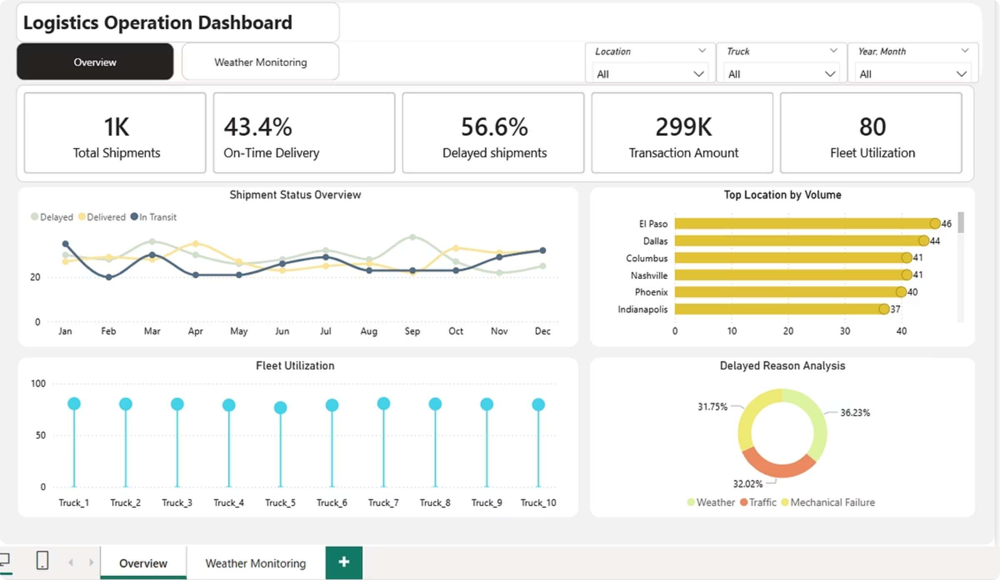 Logistics Operation Dashboard
Overview
Weather Monitoring
Location
Truck
Year, Month
All
All
All
1K
Total Shipments
43.4%
On-Time Delivery
56.6%
Delayed shipments
299K
Transaction Amount
80
Fleet Utilization
Shipment Status Overview
Delayed Delivered In Transit
20
0
Jan Feb Mar Apr May Jun Jul Aug Sep Oct Nov Dec
Top Location by Volume
El Paso 46
Dallas 44
Columbus 41
Nashville 41
Phoenix 40
Indianapolis 37
0 10 20 30 40
Fleet Utilization
100
50
0
Truck_1 Truck_2 Truck_3 Truck_4 Truck_5 Truck_6 Truck_7 Truck_8 Truck_9 Truck_10
Delayed Reason Analysis
31.75%
36.23%
32.02%
Weather Traffic Mechanical Failure
Overview
Weather Monitoring
+